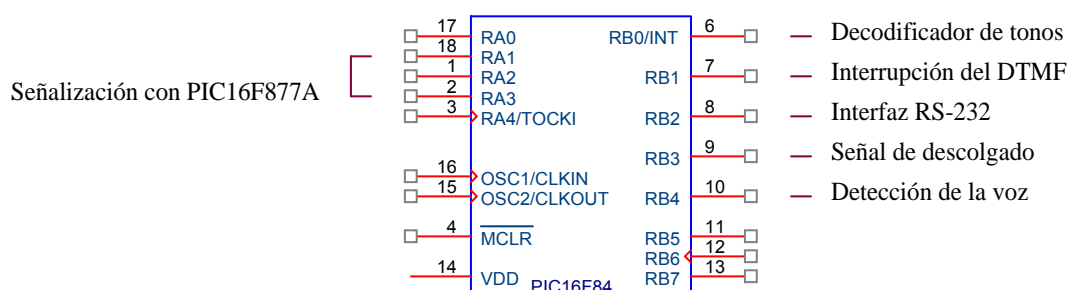 17 RA0 RB0/INT 6 Decodificador de tonos
18 RA1
1 RA2 RB1 7 Interrupción del DTMF
Señalización con PIC16F877A
2 RA3
3 RA4/TOCKI RB2 8 Interfaz RS-232
RB3 9 Señal de descolgado
16 OSC1/CLKIN
15 OSC2/CLKOUT RB4 10 Detección de la voz
4 MCLR RB5 11
RB6 12
14 VDD RB7 13
PIC16F84